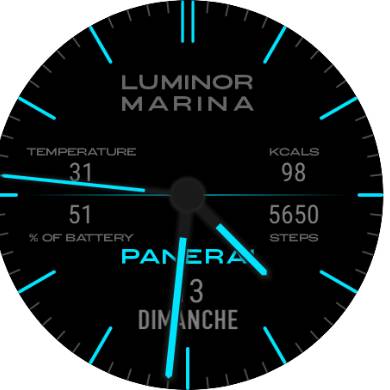 LUMINOR
MARINA
TEMPERATURE
31
KCALS
98
51
% OF BATTERY
5650
STEPS
PANERAI
3
DIMANCHE